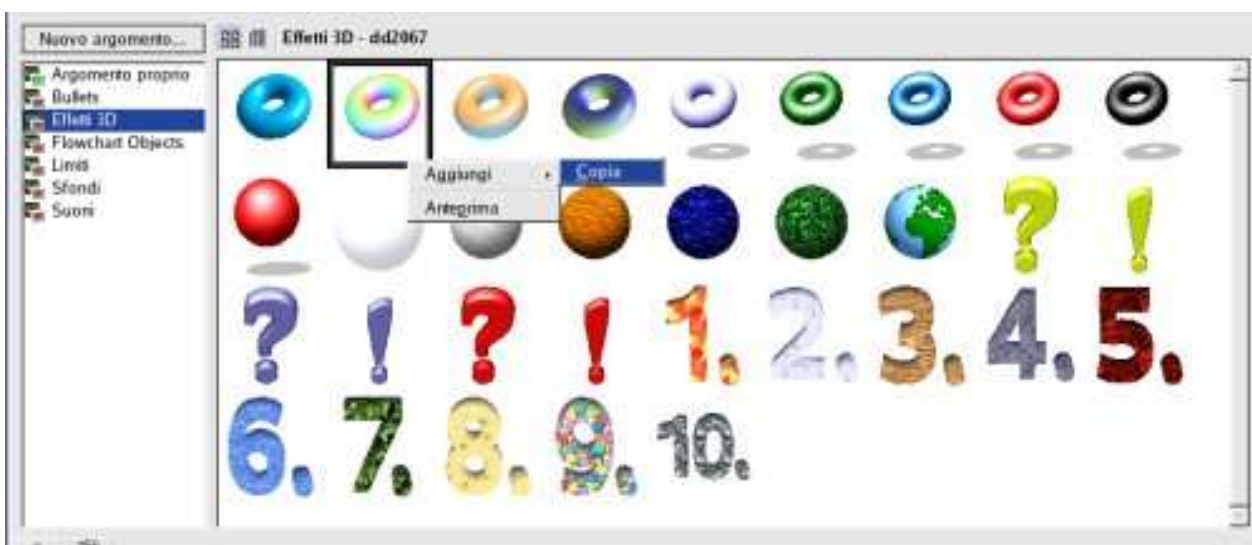 Nuovo argomento...
Effetti 3D - dd2067
Argomento proprio
Bullets
Effetti 3D
Flowchart Objects
Limiti
Sfondi
Suoni
Aggiungi
Copia
Anteprima
?
!
?
!
?
!
1.
2.
3.
4.
5.
6.
7.
8.
9.
10.